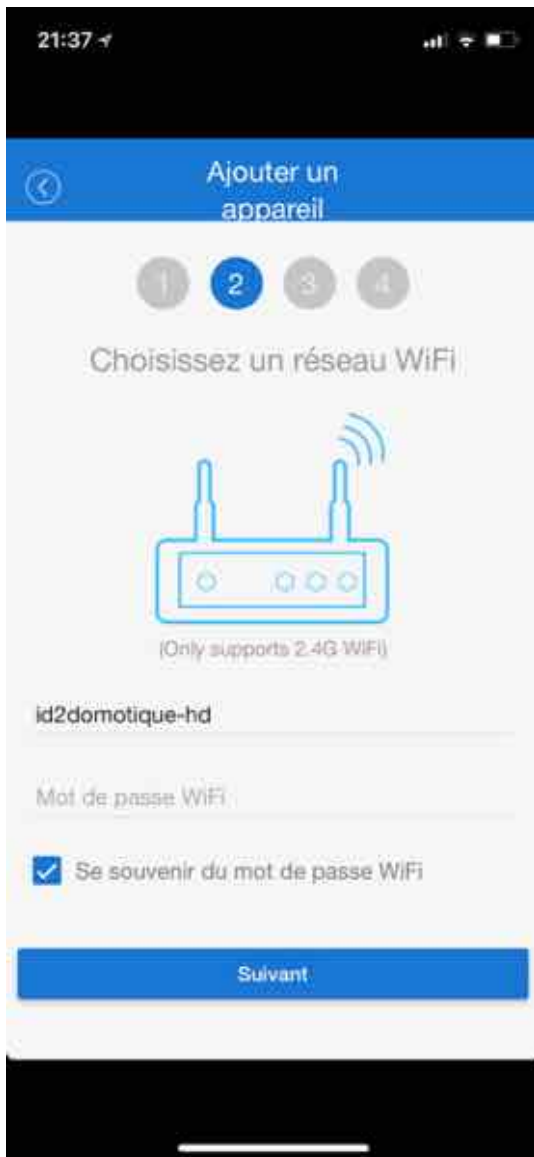 21:37
Ajouter un
appareil
1 2 3 4
Choisissez un réseau WiFi
(Only supports 2.4G WiFi)
id2domotique-hd
Mot de passe WiFi
Se souvenir du mot de passe WiFi
Suivant